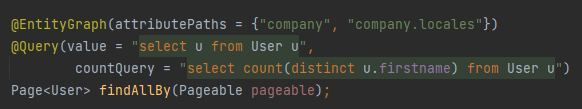 @EntityGraph(attributePaths = {"company", "company.locales"})
@Query(value = "select u from User u",
countQuery = "select count(distinct u.firstname) from User u")
Page<User> findAllBy(Pageable pageable);